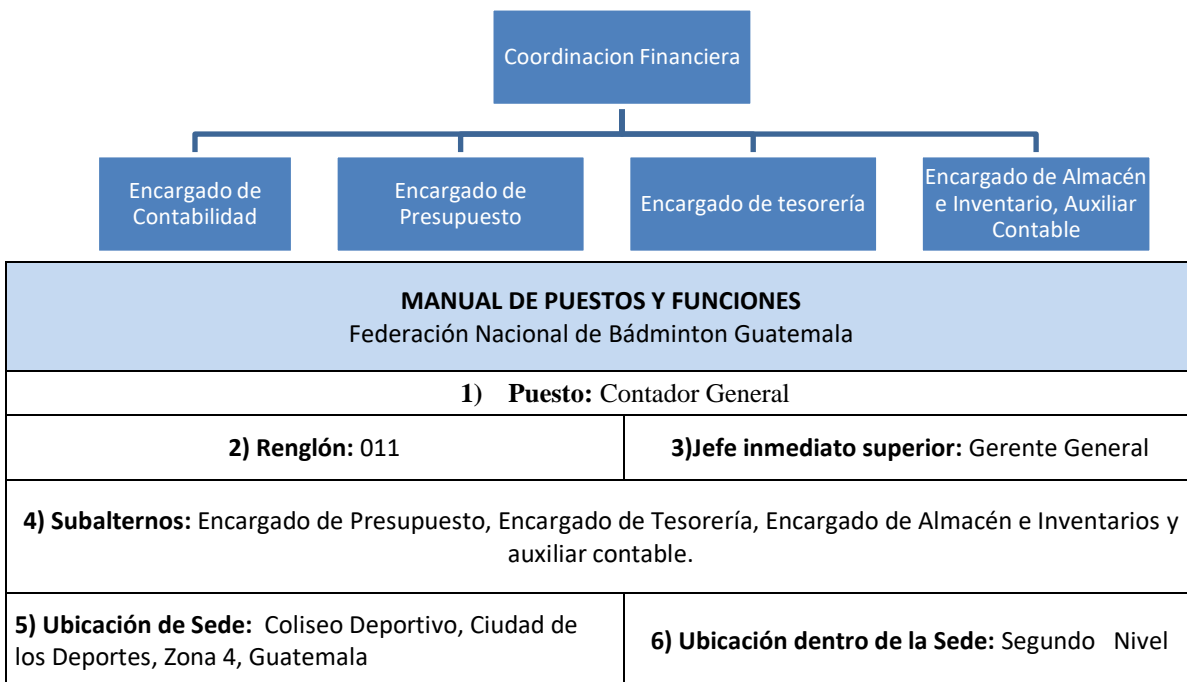 Coordinacion Financiera
Encargado de
Contabilidad
Encargado de
Presupuesto
Encargado de tesorería
Encargado de Almacén
e Inventario, Auxiliar
Contable
MANUAL DE PUESTOS Y FUNCIONES
Federación Nacional de Bádminton Guatemala
1) Puesto: Contador General
2) Renglón: 011
3)Jefe inmediato superior: Gerente General
4) Subalternos: Encargado de Presupuesto, Encargado de Tesorería, Encargado de Almacén e Inventarios y
auxiliar contable.
5) Ubicación de Sede: Coliseo Deportivo, Ciudad de
los Deportes, Zona 4, Guatemala
6) Ubicación dentro de la Sede: Segundo Nivel